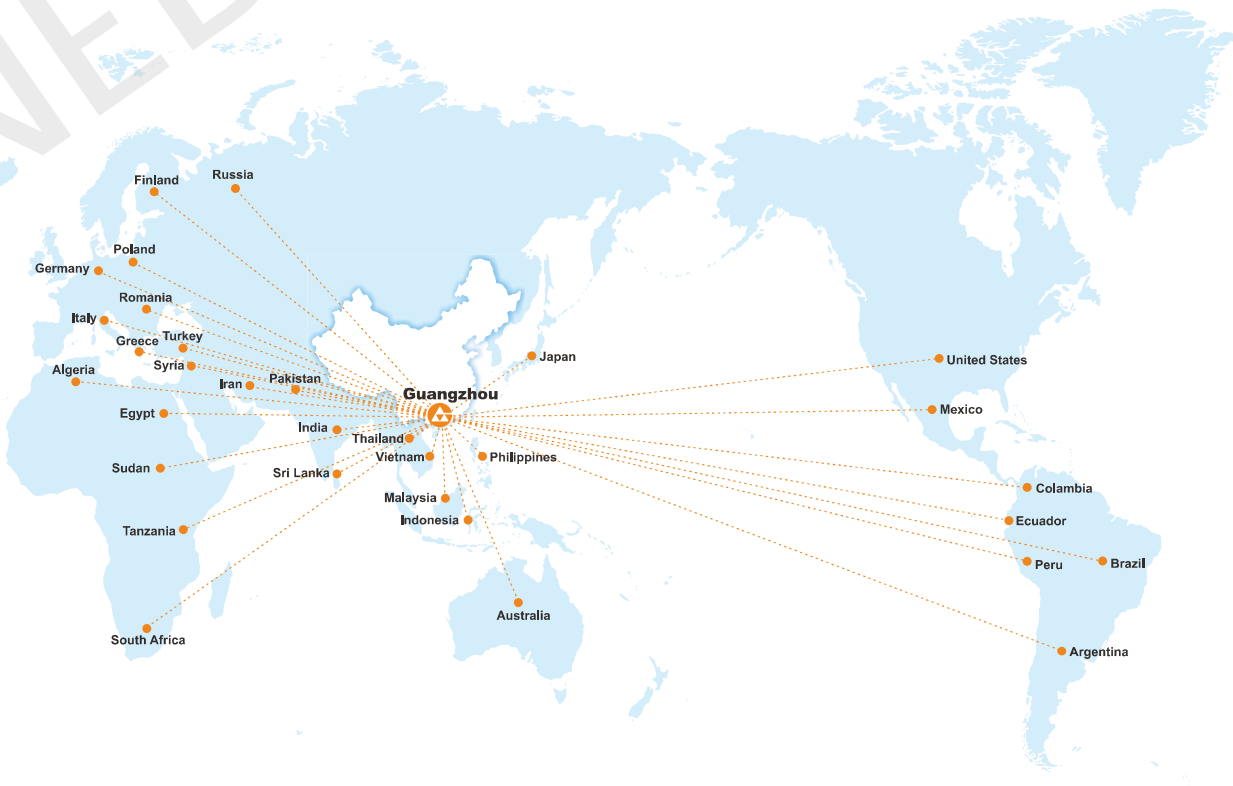 Finland
Russia
Poland
Germany
Romania
Italy
Greece
Turkey
Syria
Algeria
Iran
Pakistan
Japan
United States
Guangzhou
Egypt
Mexico
India
Thailand
Vietnam
Philippines
Sudan
Sri Lanka
Malaysia
Colambia
Indonesia
Ecuador
Tanzania
Peru
Brazil
Australia
South Africa
Argentina